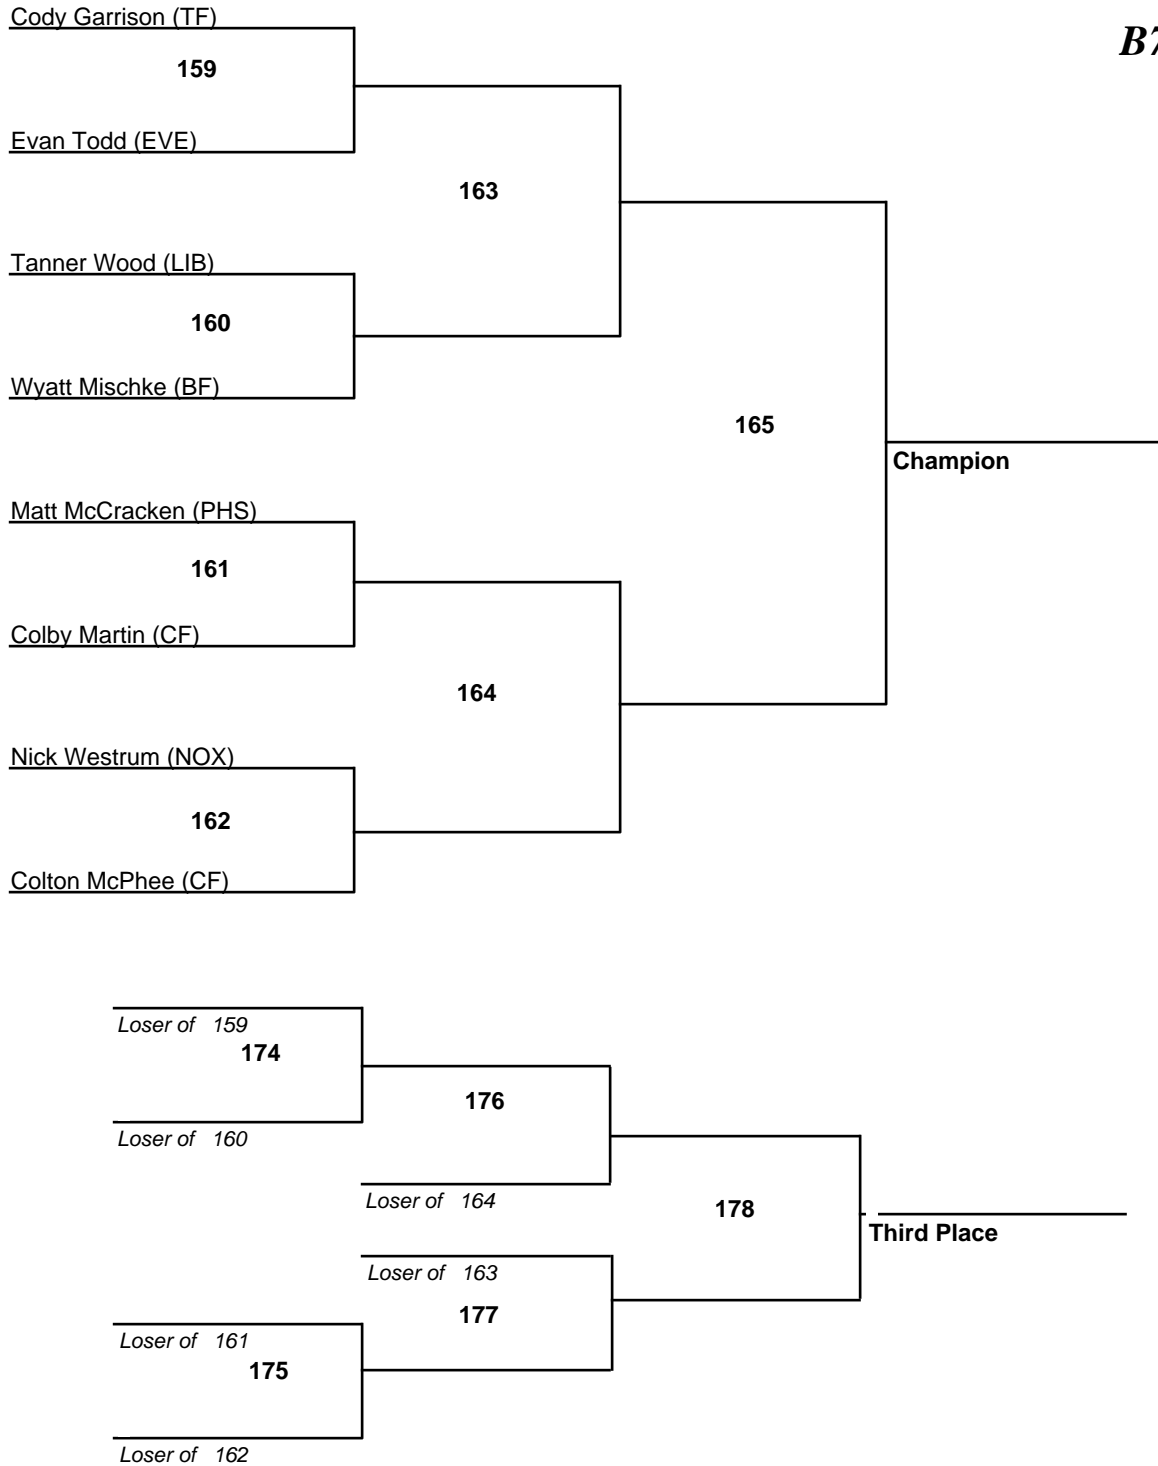 Cody Garrison (TF)
B7
159
Evan Todd (EVE)
163
Tanner Wood (LIB)
160
Wyatt Mischke (BF)
165
Champion
Matt McCracken (PHS)
161
Colby Martin (CF)
164
Nick Westrum (NOX)
162
Colton McPhee (CF)
Loser of 159
174
176
Loser of 160
Loser of 164
178
Third Place
Loser of 163
177
Loser of 161
175
Loser of 162